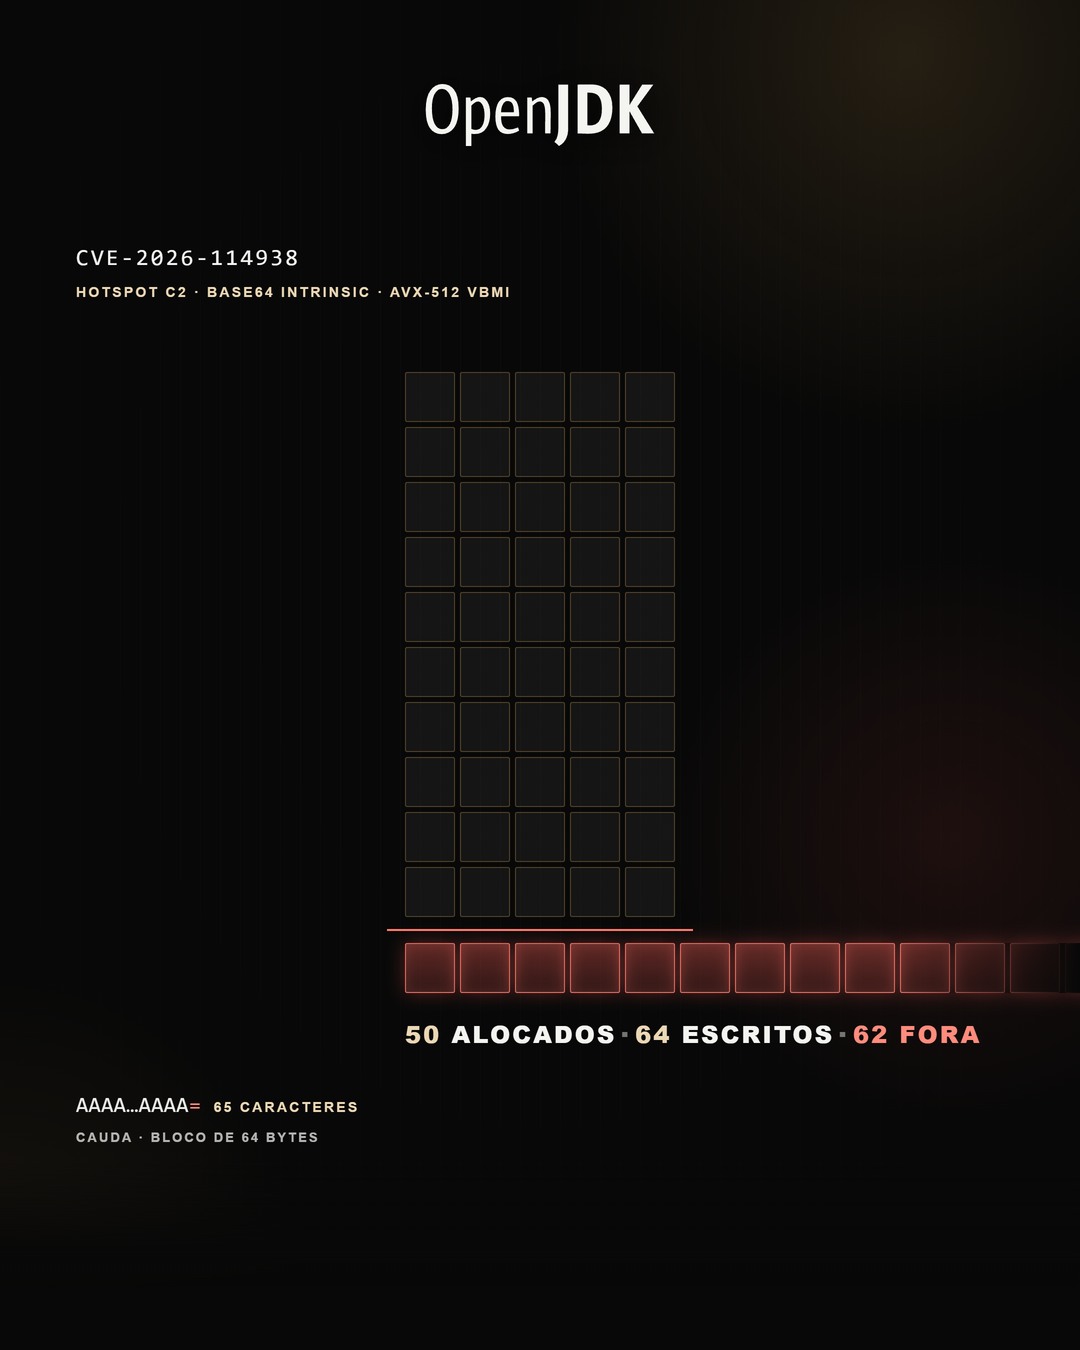 OpenJDK
CVE-2026-114938
HOTSPOT C2 · BASE64 INTRINSIC · AVX-512 VBMI
50 ALOCADOS · 64 ESCRITOS · 62 FORA
AAAA…AAAA= 65 CARACTERES
CAUDA · BLOCO DE 64 BYTES